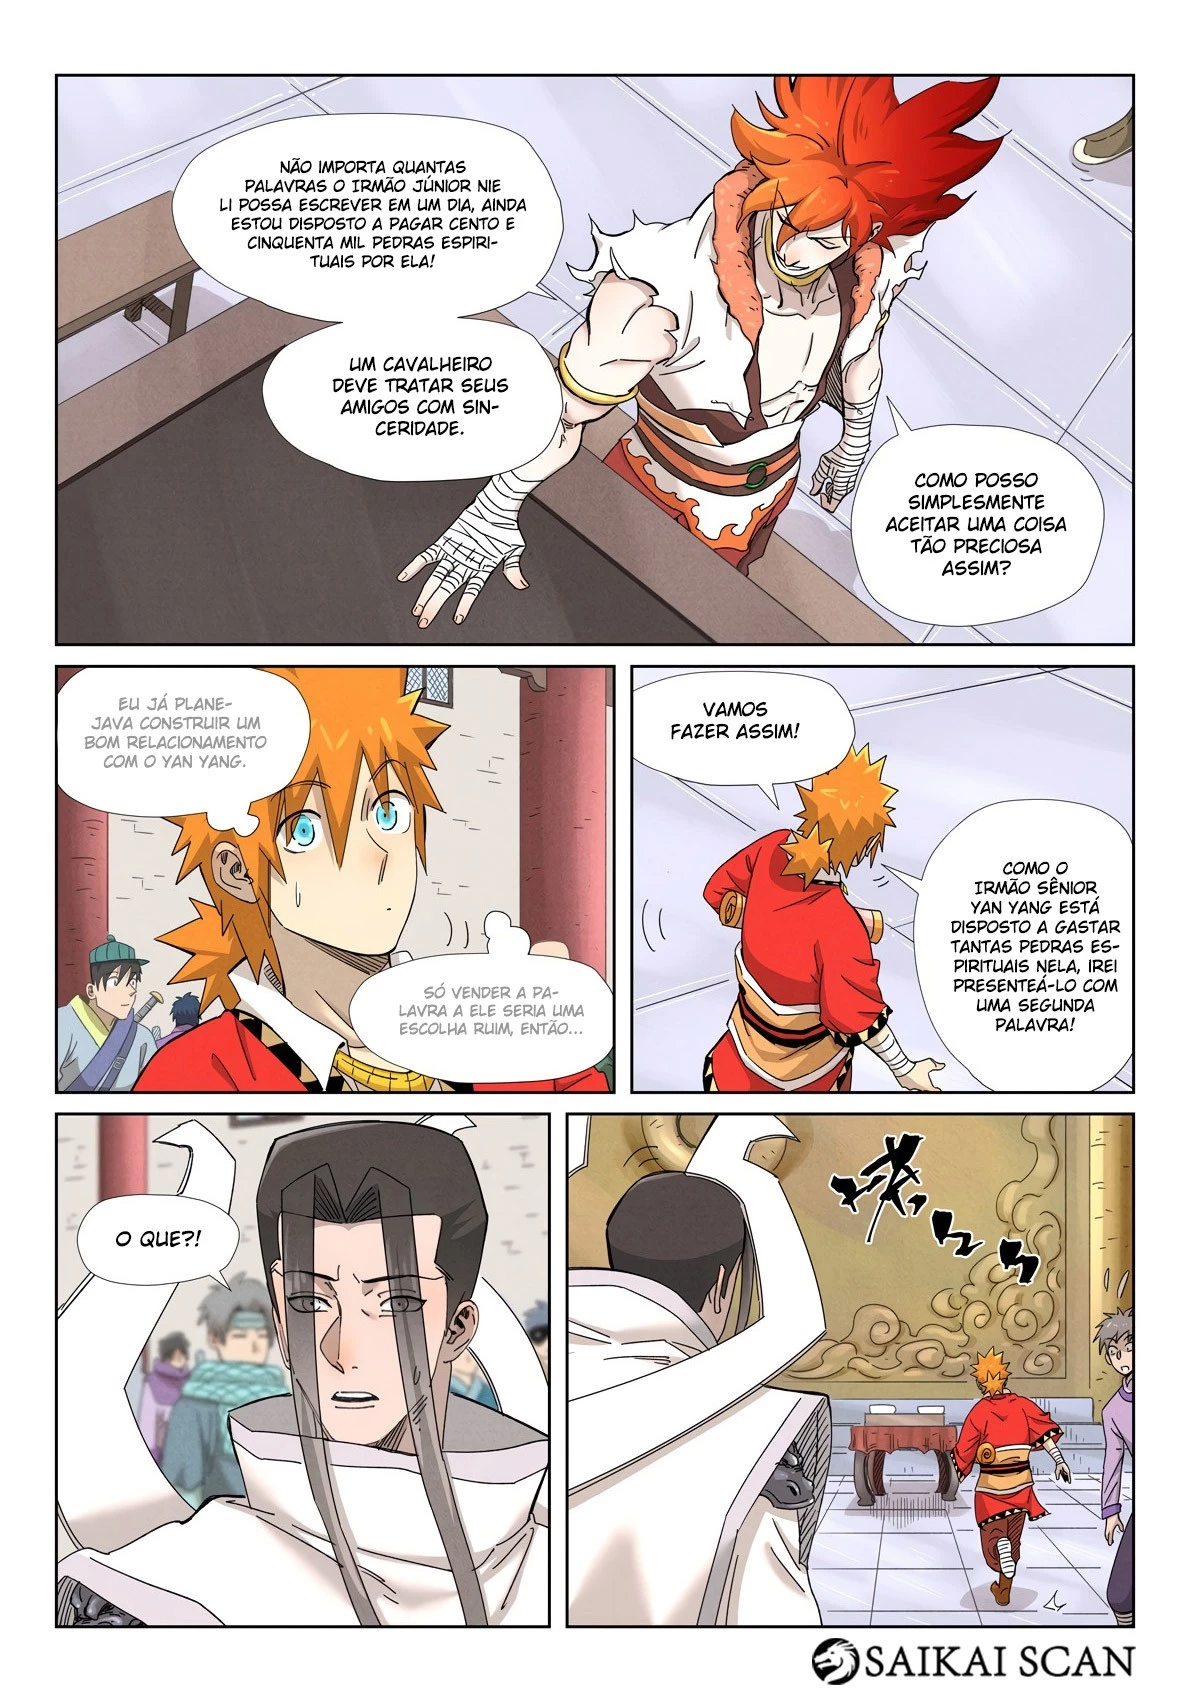 NÃO IMPORTA QUANTAS
PALAVRAS O IRMÃO JÚNIOR NIE
LI POSSA ESCREVER EM UM DIA, AINDA
ESTOU DISPOSTO A PAGAR CENTO E
CINQUENTA MIL PEDRAS ESPIRI-
TUAIS POR ELA!
UM CAVALHEIRO
DEVE TRATAR SEUS
AMIGOS COM SIN-
CERIDADE.
COMO POSSO
SIMPLESMENTE
ACEITAR UMA COISA
TÃO PRECIOSA
ASSIM?
EU JÁ PLANE-
JAVA CONSTRUIR UM
BOM RELACIONAMENTO
COM O YAN YANG.
SÓ VENDER A PA-
LAVRA A ELE SERIA UMA
ESCOLHA RUIM, ENTÃO...
VAMOS
FAZER ASSIM!
COMO O
IRMÃO SÊNIOR
YAN YANG ESTÁ
DISPOSTO A GASTAR
TANTAS PEDRAS ES-
PIRITUAIS NELA, IREI
PRESENTEÁ-LO COM
UMA SEGUNDA
PALAVRA!
O QUE?!
SAIKAI SCAN